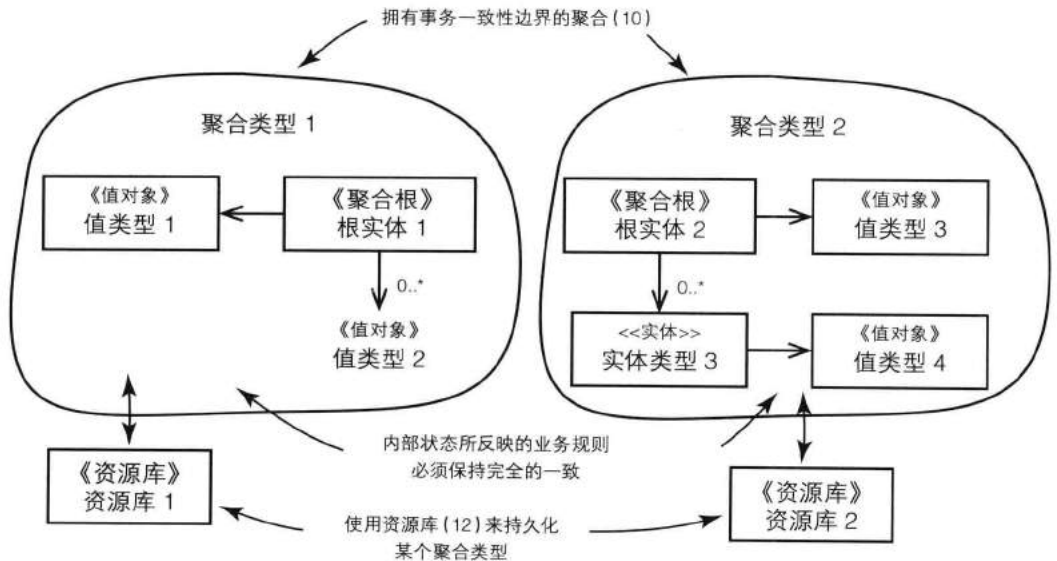 拥有事务一致性边界的聚合(10)
聚合类型 1
聚合类型 2
《值对象》
值类型 1
《聚合根》
根实体 1
《聚合根》
根实体 2
《值对象》
值类型 3
0..*
0..*
《值对象》
值类型 2
<<实体>>
实体类型 3
《值对象》
值类型 4
内部状态所反映的业务规则
必须保持完全的一致
《资源库》
资源库 1
《资源库》
资源库 2
使用资源库(12)来持久化
某个聚合类型